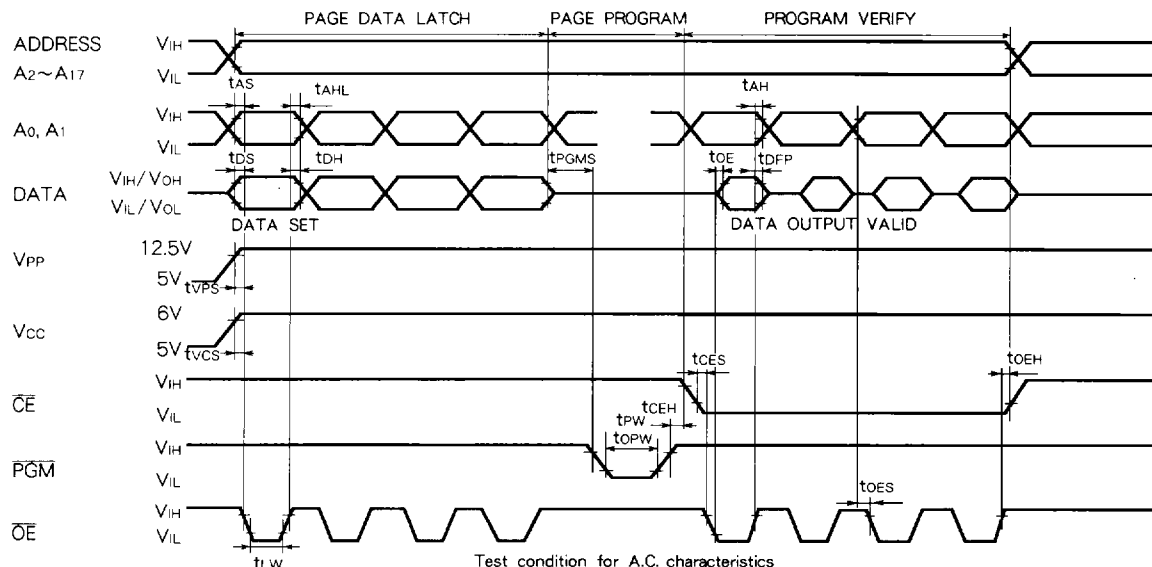 PAGE DATA LATCH PAGE PROGRAM PROGRAM VERIFY
ADDRESS VIH
A2~A17 VIL
tAS tAHL tAH
A0, A1 VIH
VIL
tDS tDH tPGMS tOE tDFP
DATA VIH/VOH
VIL/VOL
DATA SET DATA OUTPUT VALID
VPP 12.5V
5V
tVPS
VCC 6V
5V
tVCS tCES tOEH
CE VIH
VIL
tCEH
tPW
tOPW
PGM VIH
VIL
tOES
OE VIH
VIL
tLW
Test condition for A.C. characteristics